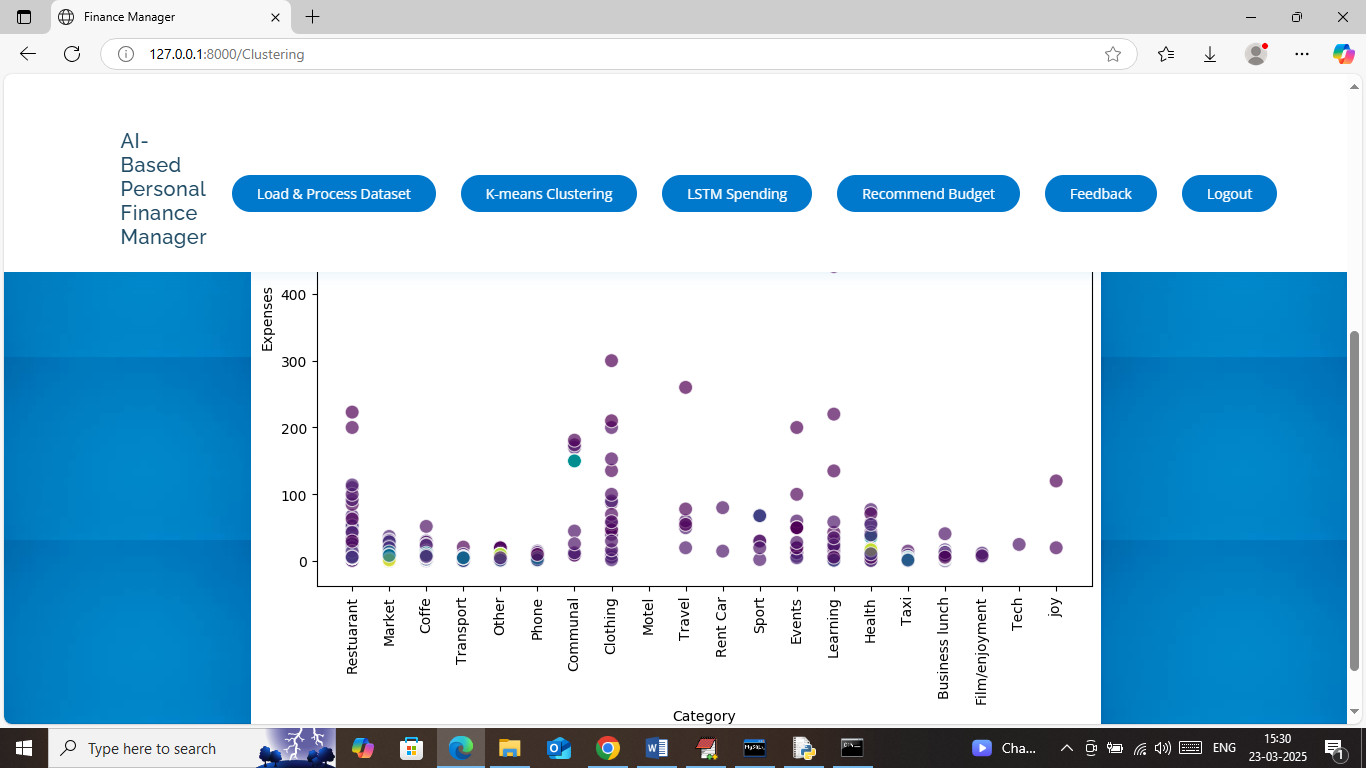 Finance Manager
127.0.0.1:8000/Clustering
AI-
Based
Personal
Finance
Manager
Load & Process Dataset
K-means Clustering
LSTM Spending
Recommend Budget
Feedback
Logout
Expenses
400
300
200
100
0
Restuarant
Market
Coffe
Transport
Other
Phone
Communal
Clothing
Motel
Travel
Rent Car
Sport
Events
Learning
Health
Taxi
Business lunch
Film/enjoyment
Tech
joy
Category
Type here to search
Cha...
ENG
15:30
23-03-2025
1